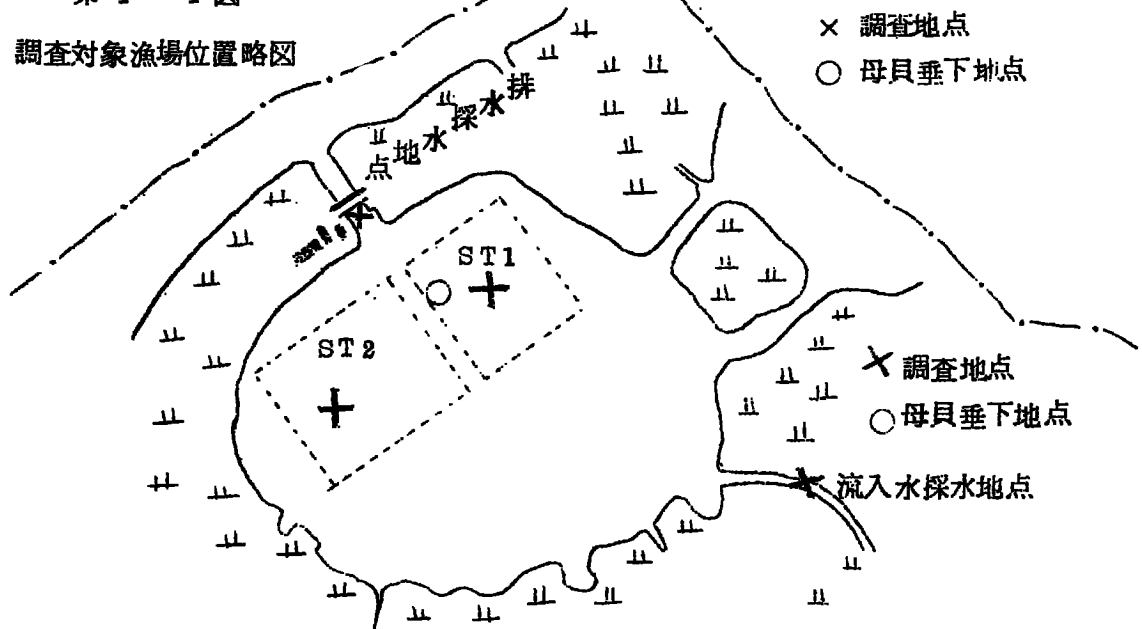 調査対象漁場位置略図
× 調査地点
○ 母貝垂下地点
排水採水地点
ST1
ST2
× 調査地点
○ 母貝垂下地点
流入水採水地点